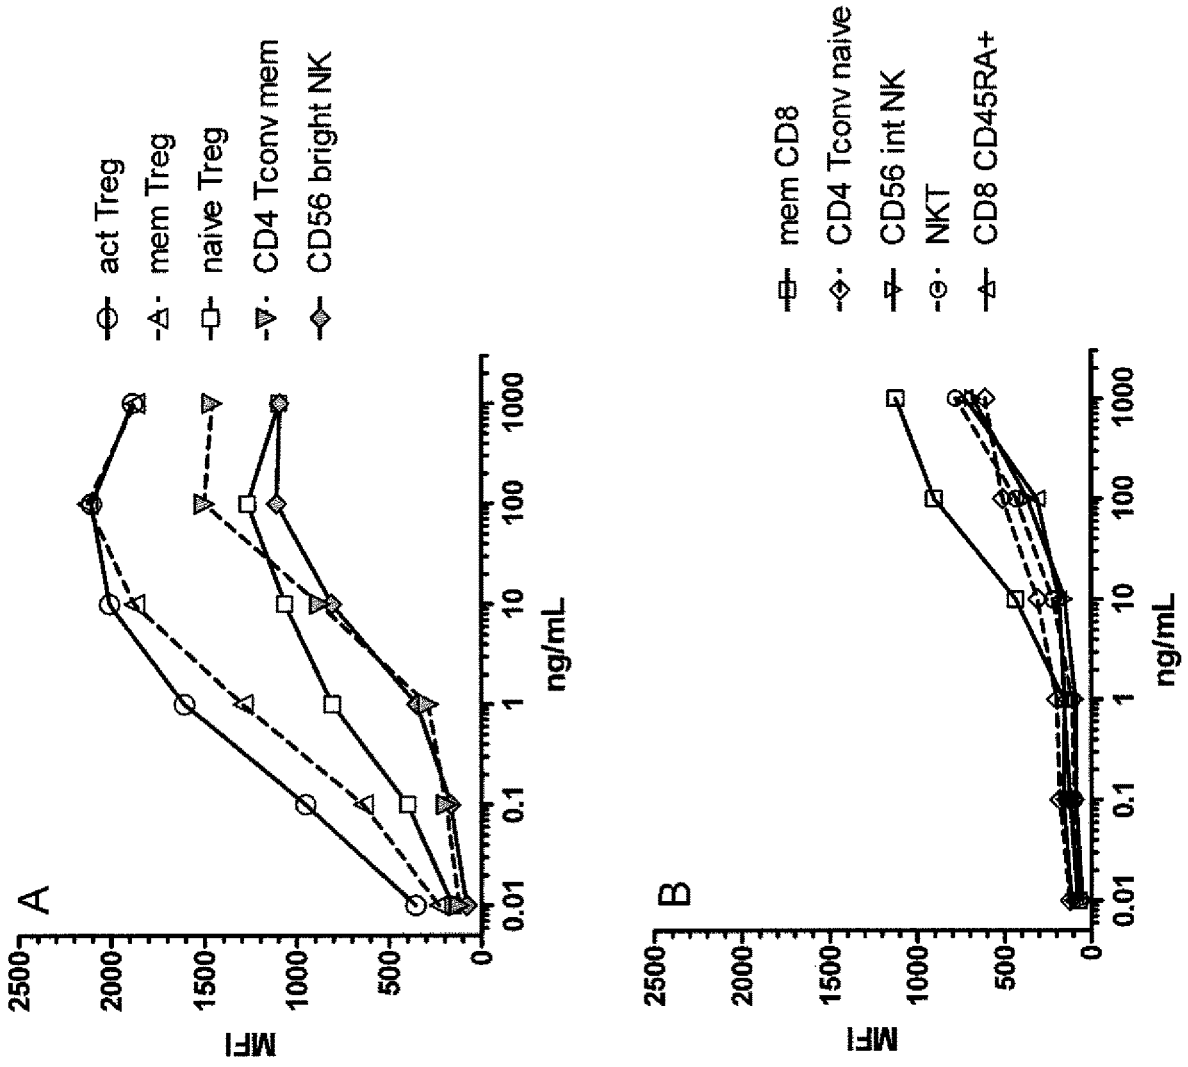 A
2500
2000
1500
1000
500
0
MFI
0.01
0.1
1
10
100
1000
ng/mL
act Treg
mem Treg
naive Treg
CD4 Tconv mem
CD56 bright NK
B
2500
2000
1500
1000
500
0
MFI
0.01
0.1
1
10
100
1000
ng/mL
mem CD8
CD4 Tconv naive
CD56 int NK
NKT
CD8 CD45RA+